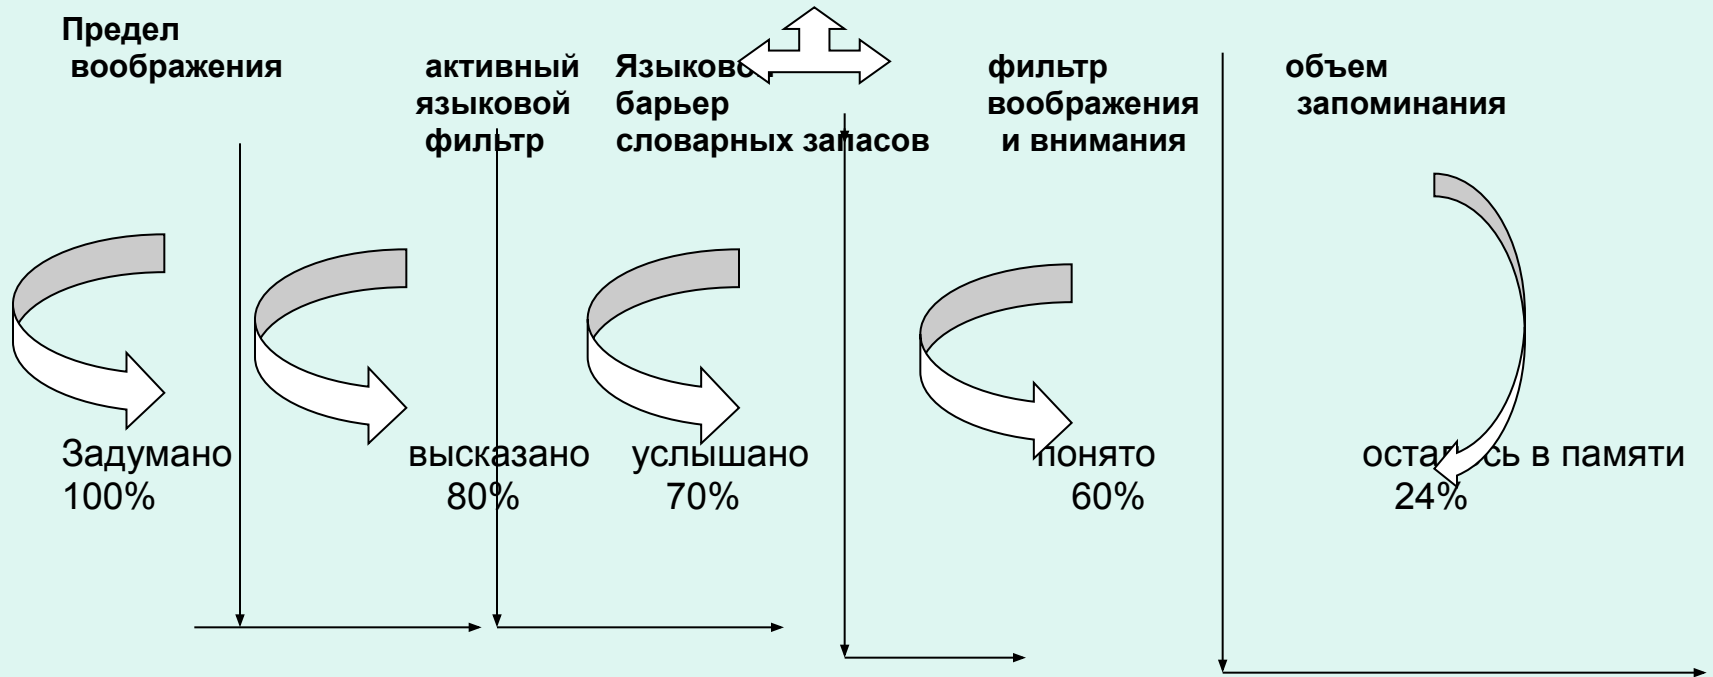 Предел
воображения
активный
языковой
фильтр
барьер
словарных запасов
фильтр
воображения
и внимания
объем
запоминания
Задумано
100%
высказано
80%
услышано
70%
понято
60%
в памяти
24%